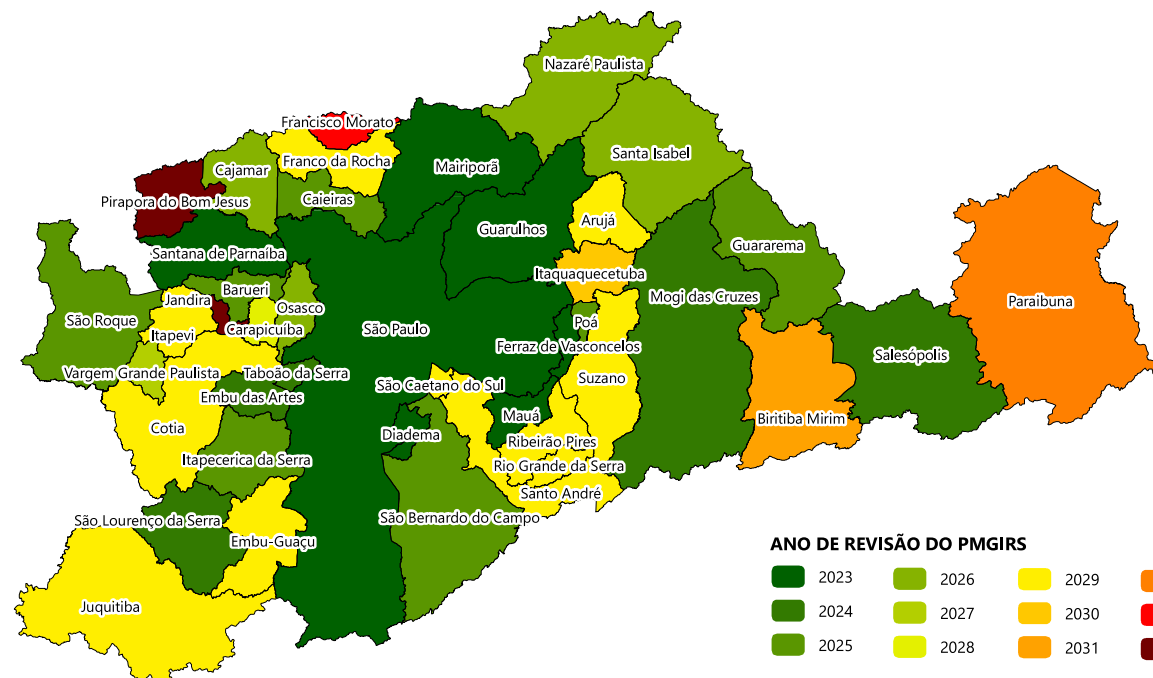 Nazaré Paulista
Francisco Morato
Franco da Rocha
Mairiporã
Santa Isabel
Cajamar
Pirapora do Bom Jesus
Caieiras
Arujá
Guarulhos
Guararema
Santana de Parnaíba
Itaquaquecetuba
Barueri
Mogi das Cruzes
Jandira
Osasco
Paraibuna
São Roque
Carapicuíba
São Paulo
Poá
Itapevi
Ferraz de Vasconcelos
Salesópolis
Vargem Grande Paulista
Taboão da Serra
Suzano
São Caetano do Sul
Embu das Artes
Mauá
Biritiba Mirim
Cotia
Diadema
Ribeirão Pires
Itapecerica da Serra
Rio Grande da Serra
Santo André
São Lourenço da Serra
São Bernardo do Campo
Embu-Guaçu
Juquitiba
ANO DE REVISÃO DO PMGIRS
2023 2026 2029
2024 2027 2030
2025 2028 2031